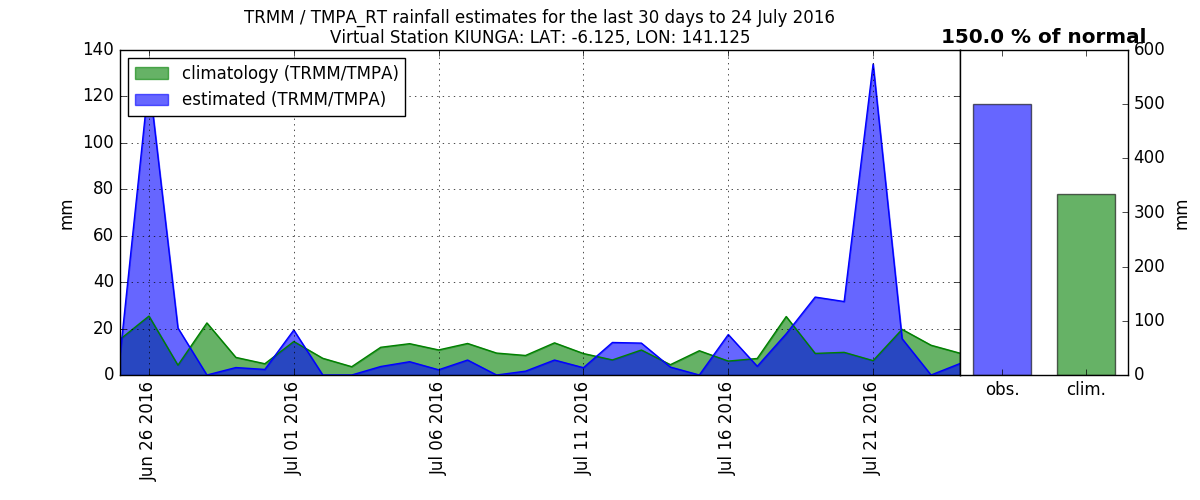 TRMM / TMPA_RT rainfall estimates for the last 30 days to 24 July 2016
Virtual Station KIUNGA: LAT: -6.125, LON: 141.125
150.0 % of normal
climatology (TRMM/TMPA)
estimated (TRMM/TMPA)
140
120
100
80
60
40
20
0
mm
Jun 26 2016
Jul 01 2016
Jul 06 2016
Jul 11 2016
Jul 16 2016
Jul 21 2016
600
500
400
300
200
100
0
mm
obs.
clim.